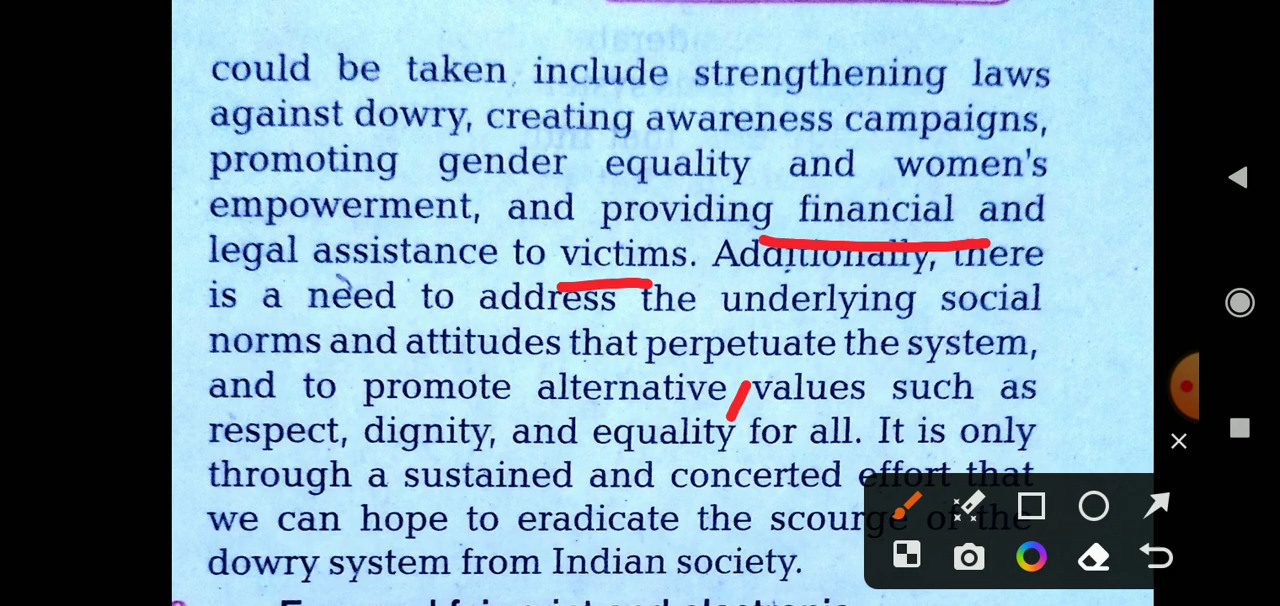 could be taken include strengthening laws
against dowry, creating awareness campaigns,
promoting gender equality and women's
empowerment, and providing financial and
legal assistance to victims. Additionally, there
is a need to address the underlying social
norms and attitudes that perpetuate the system,
and to promote alternative values such as
respect, dignity, and equality for all. It is only
through a sustained and concerted effort that
we can hope to eradicate the scourge of the
dowry system from Indian society.